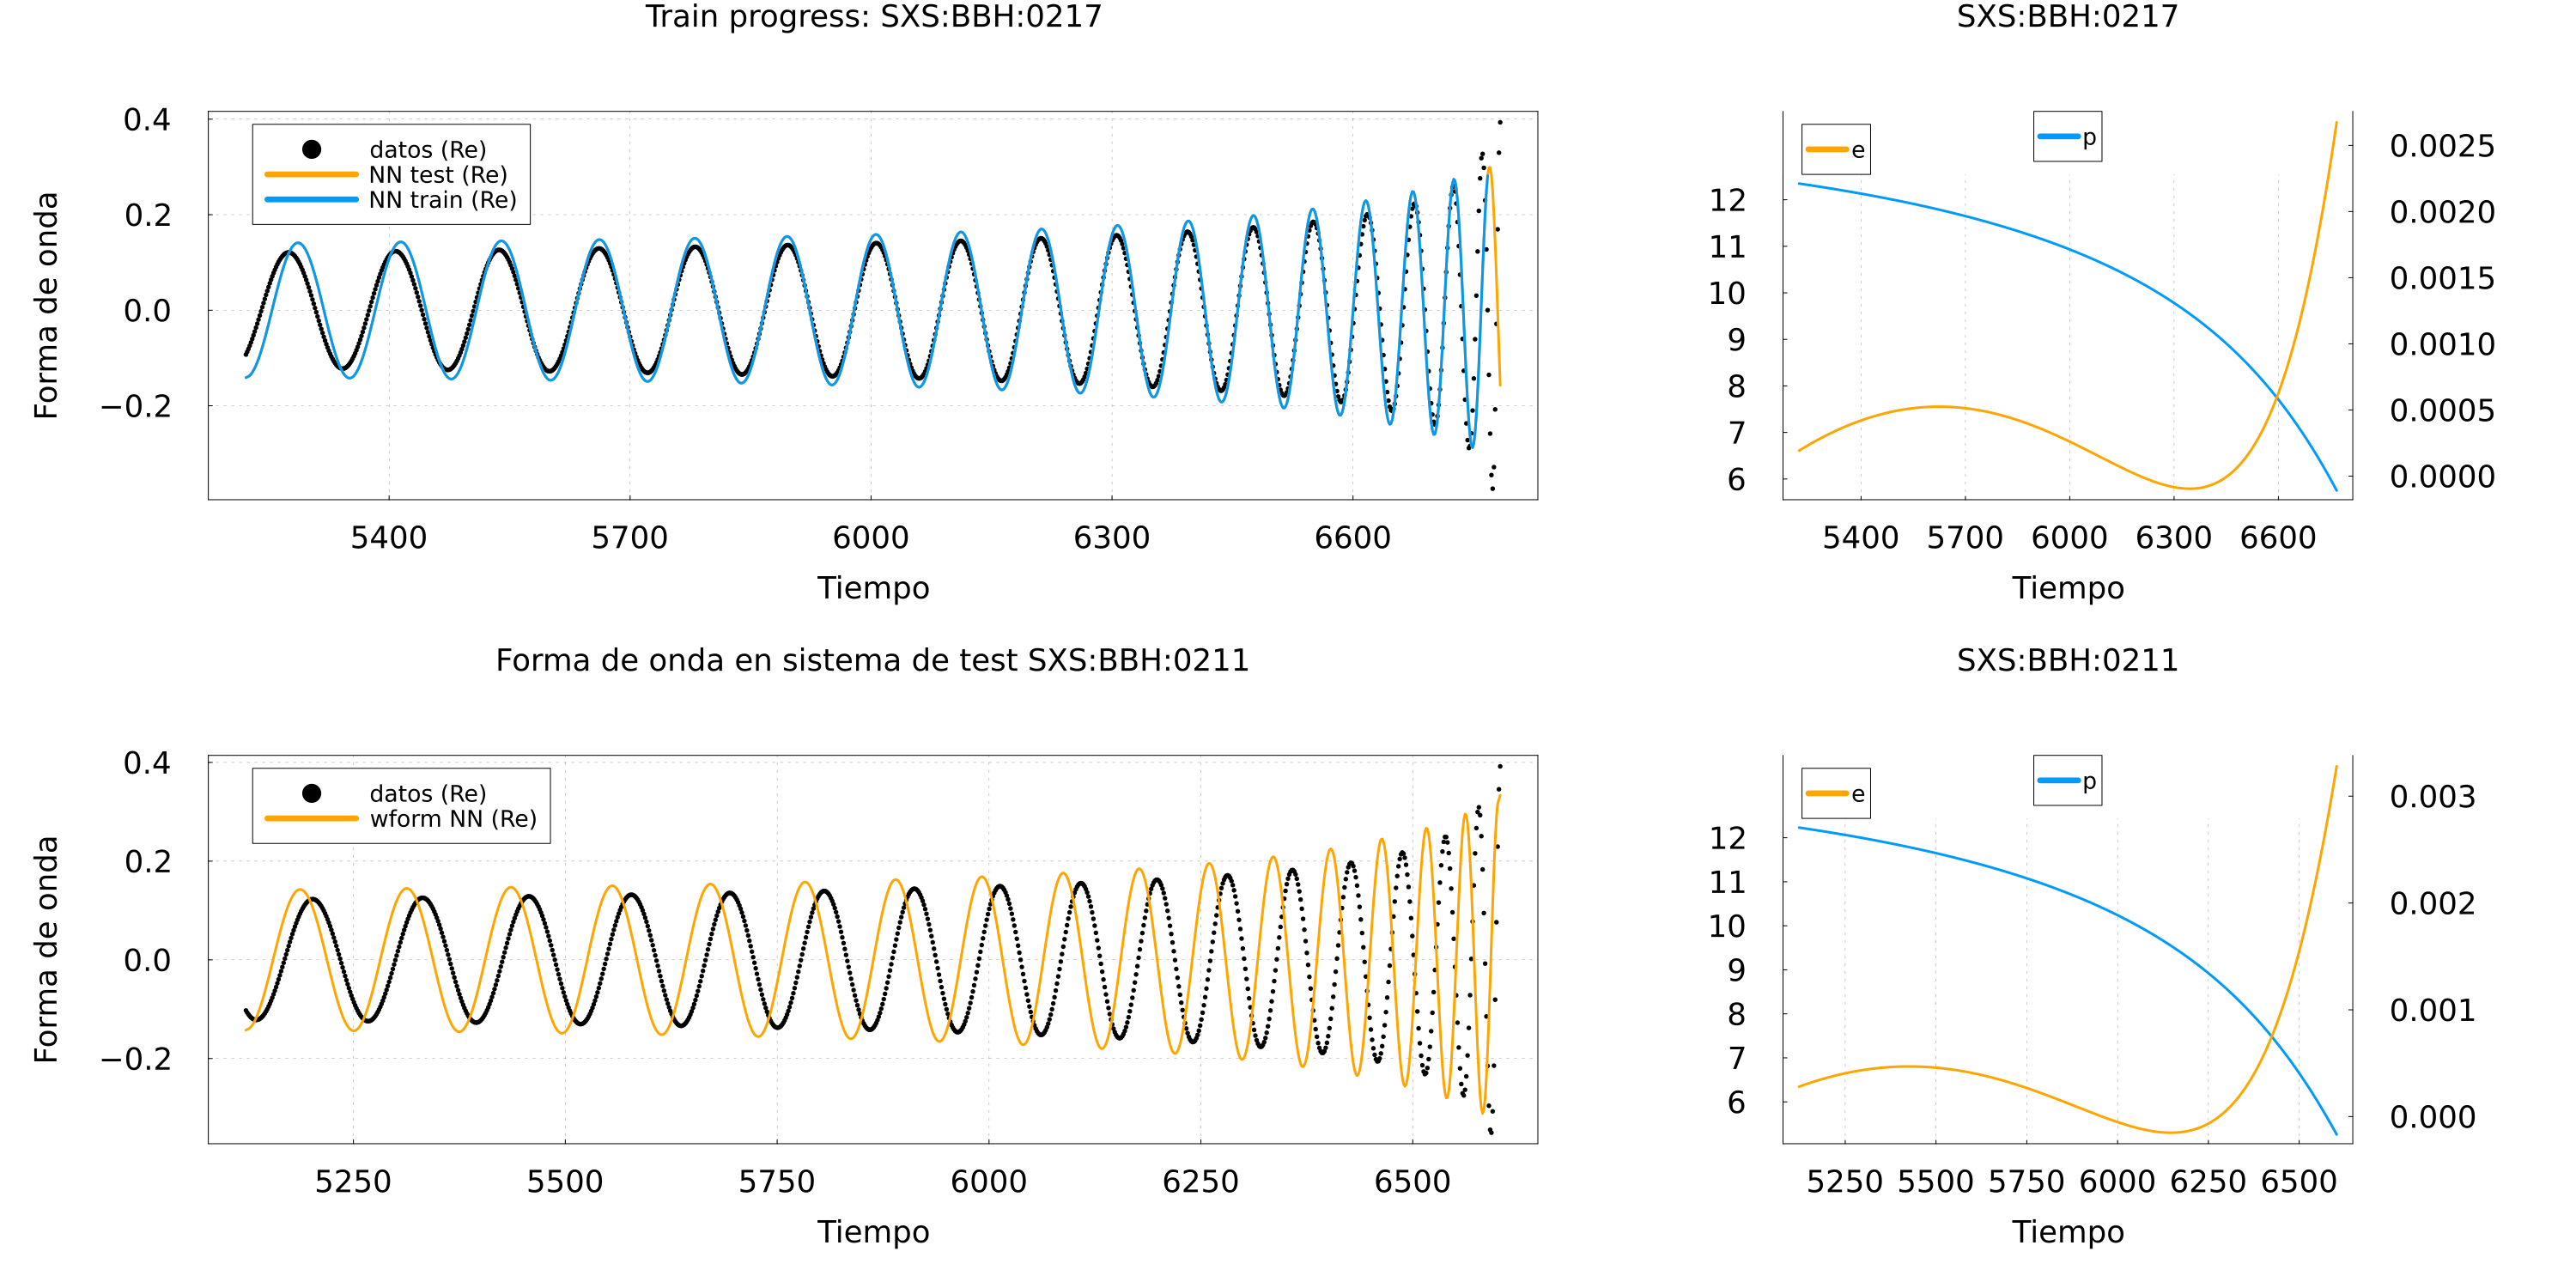 Train progress: SXS:BBH:0217
0.4
0.2
0.0
−0.2
Forma de onda
datos (Re)
NN test (Re)
NN train (Re)
5400 5700 6000 6300 6600
Tiempo
SXS:BBH:0217
e
p
12
11
10
9
8
7
6
0.0025
0.0020
0.0015
0.0010
0.0005
0.0000
5400 5700 6000 6300 6600
Tiempo
Forma de onda en sistema de test SXS:BBH:0211
0.4
0.2
0.0
−0.2
Forma de onda
datos (Re)
wform NN (Re)
5250 5500 5750 6000 6250 6500
Tiempo
SXS:BBH:0211
e
p
12
11
10
9
8
7
6
0.003
0.002
0.001
0.000
5250 5500 5750 6000 6250 6500
Tiempo